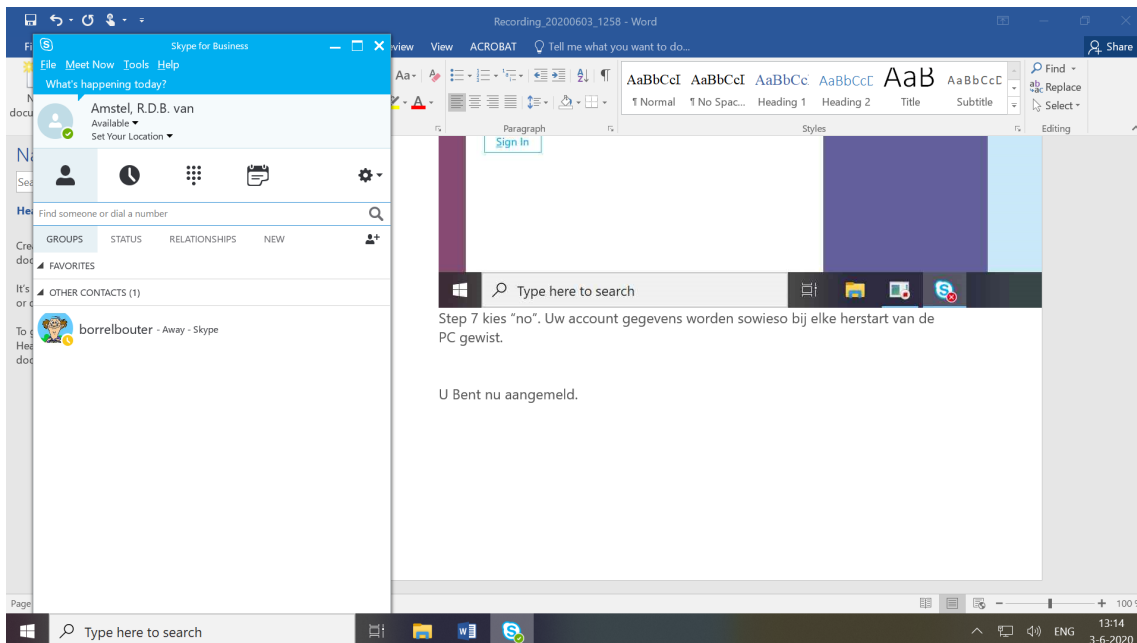 Recording_20200603_1258 - Word
Skype for Business
File Meet Now Tools Help
What's happening today?
Amstel, R.D.B. van
Available
Set Your Location
Find someone or dial a number
GROUPS STATUS RELATIONSHIPS NEW
FAVORITES
OTHER CONTACTS (1)
borrelbouter - Away - Skype
View ACROBAT Tell me what you want to do...
Share
Aa
AaBbCcI AaBbCcI AaBbCc AaBbCcD AaB AaBbCcD
¶ Normal ¶ No Spac... Heading 1 Heading 2 Title Subtitle
Find
Replace
Select
Paragraph Styles Editing
Sign In
Type here to search
Step 7 kies “no”. Uw account gegevens worden sowieso bij elke herstart van de
PC gewist.
U Bent nu aangemeld.
Page
100
Type here to search
ENG
13:14
3-6-2020